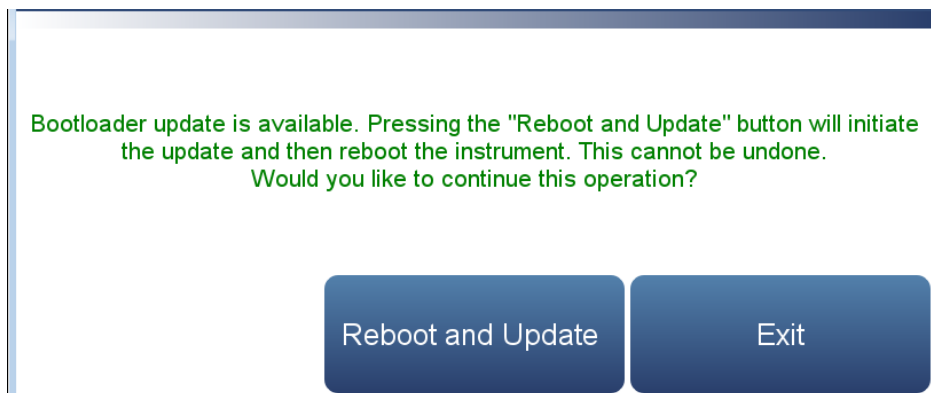 Bootloader update is available. Pressing the "Reboot and Update" button will initiate
the update and then reboot the instrument. This cannot be undone.
Would you like to continue this operation?
Reboot and Update
Exit